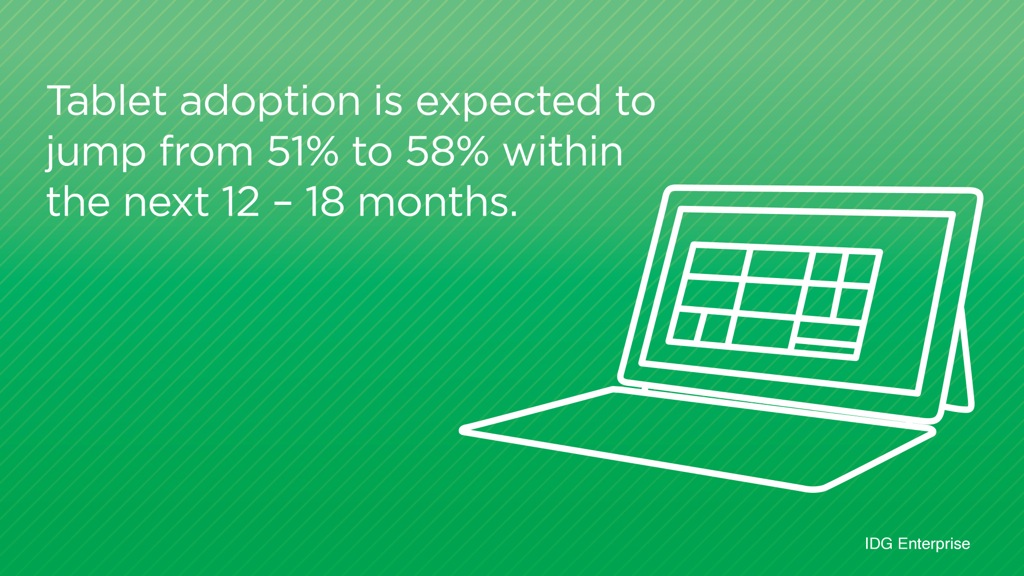 Tablet adoption is expected to
jump from 51% to 58% within
the next 12 – 18 months.
IDG Enterprise